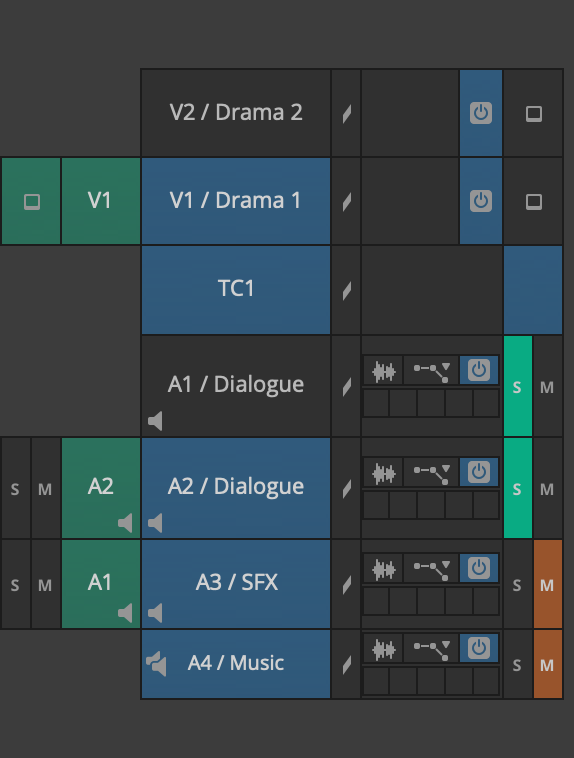 V2 / Drama 2
V1 V1 / Drama 1
TC1
A1 / Dialogue S M
S M A2 A2 / Dialogue S M
S M A1 A3 / SFX S M
A4 / Music S M